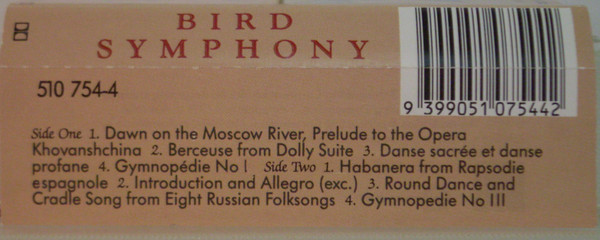 BIRD
SYMPHONY
510 754-4
9 399051 075442
Side One 1. Dawn on the Moscow River, Prelude to the Opera
Khovanshchina 2. Berceuse from Dolly Suite 3. Danse sacrée et danse
profane 4. Gymnopédie No I Side Two 1. Habanera from Rapsodie
espagnole 2. Introduction and Allegro (exc.) 3. Round Dance and
Cradle Song from Eight Russian Folksongs 4. Gymnopedie No III